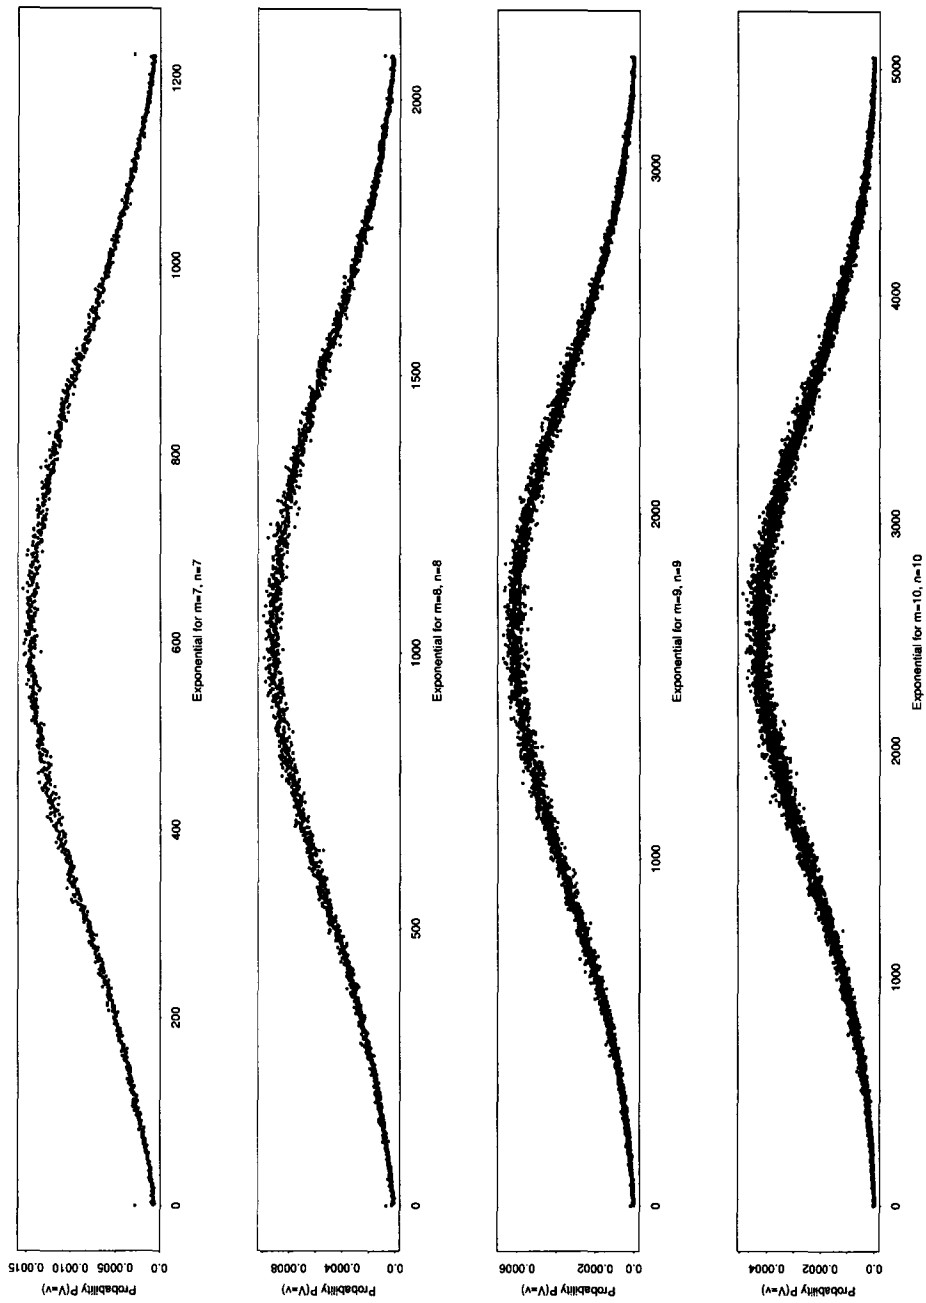 Probability P(V=v)
0.0 0.0005 0.0010 0.0015
0 200 400 600 800 1000 1200
Exponential for m=7, n=7
Probability P(V=v)
0.0 0.0004 0.0008
0 500 1000 1500 2000
Exponential for m=8, n=8
Probability P(V=v)
0.0 0.0002 0.0006
0 1000 2000 3000
Exponential for m=9, n=9
Probability P(V=v)
0.0 0.0002 0.0004
0 1000 2000 3000 4000 5000
Exponential for m=10, n=10